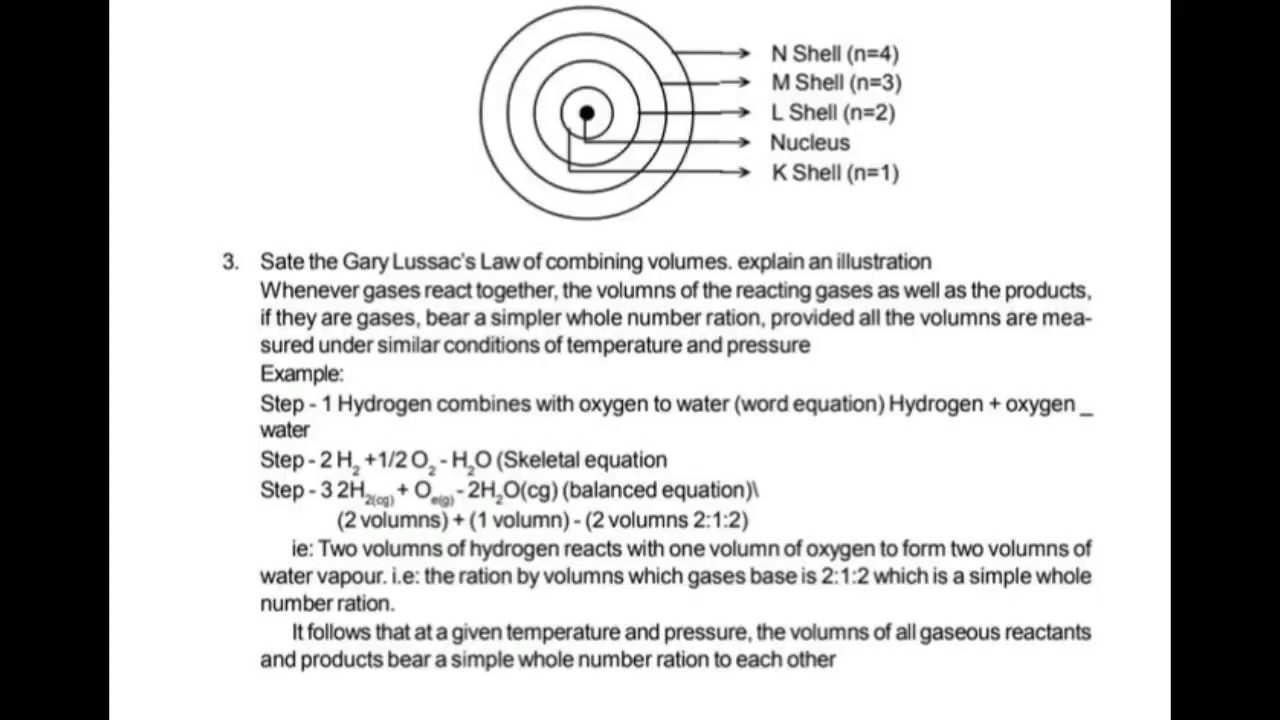 N Shell (n=4)
M Shell (n=3)
L Shell (n=2)
Nucleus
K Shell (n=1)
3. Sate the Gary Lussac's Law of combining volumes. explain an illustration
Whenever gases react together, the volumns of the reacting gases as well as the products,
if they are gases, bear a simpler whole number ration, provided all the volumns are mea-
sured under similar conditions of temperature and pressure
Example:
Step - 1 Hydrogen combines with oxygen to water (word equation) Hydrogen + oxygen _
water
Step - 2 H₂ +1/2 O₂ - H₂O (Skeletal equation
Step - 3 2H2(cg) + Oe(g) - 2H₂O(cg) (balanced equation)\
(2 volumns) + (1 volumn) - (2 volumns 2:1:2)
ie: Two volumns of hydrogen reacts with one volumn of oxygen to form two volumns of
water vapour. i.e: the ration by volumns which gases base is 2:1:2 which is a simple whole
number ration.
It follows that at a given temperature and pressure, the volumns of all gaseous reactants
and products bear a simple whole number ration to each other